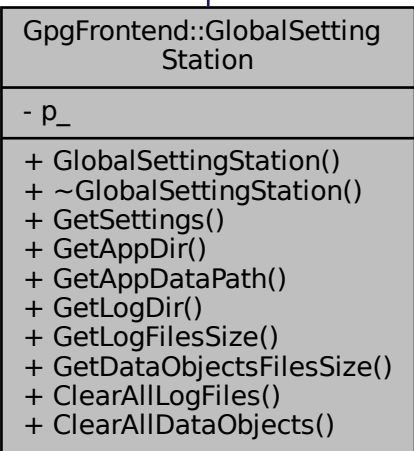 GpgFrontend::GlobalSetting
Station
- p_
+ GlobalSettingStation()
+ ~GlobalSettingStation()
+ GetSettings()
+ GetAppDir()
+ GetAppDataPath()
+ GetLogDir()
+ GetLogFilesSize()
+ GetDataObjectsFilesSize()
+ ClearAllLogFiles()
+ ClearAllDataObjects()